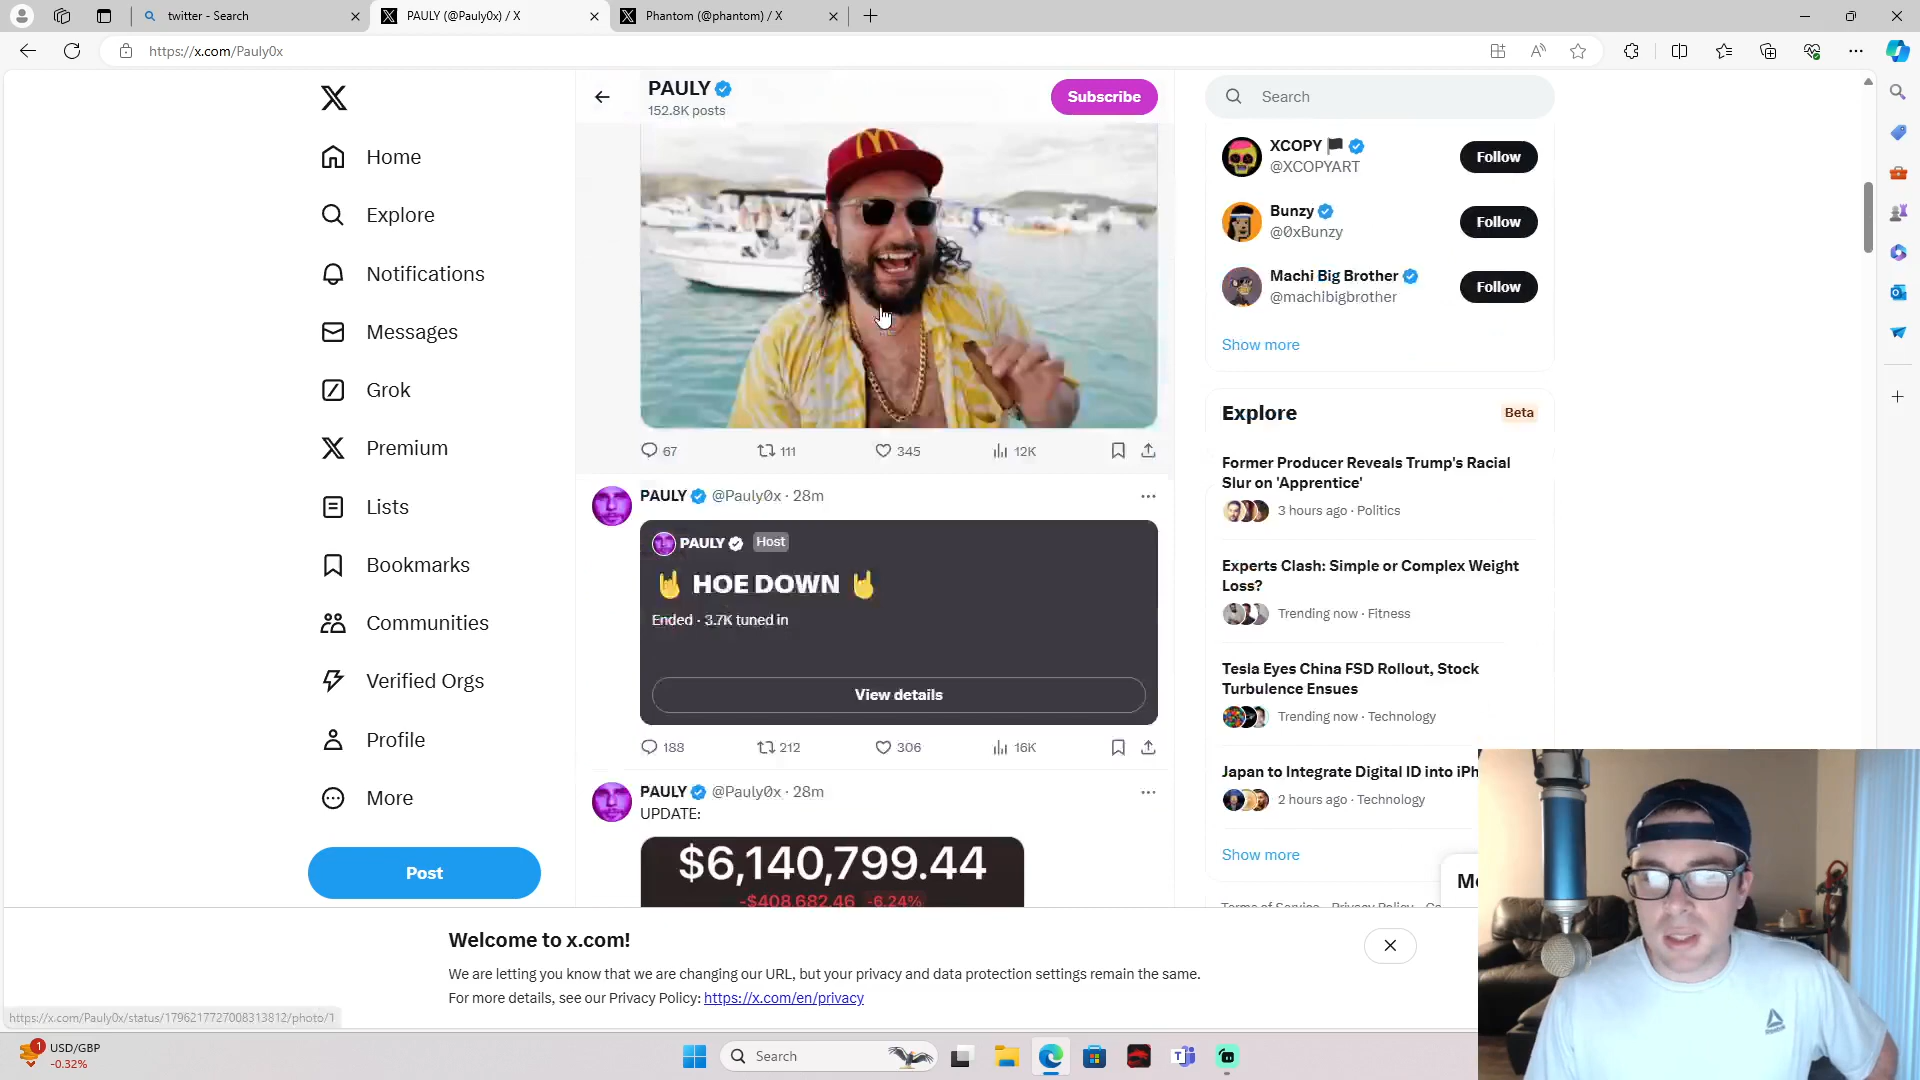 twitter - Search
PAULY (@Pauly0x) / X
Phantom (@phantom) / X
https://x.com/Pauly0x
Home
Explore
Notifications
Messages
Grok
Premium
Lists
Bookmarks
Communities
Verified Orgs
Profile
More
Post
PAULY
152.8K posts
Subscribe
67
111
345
12K
PAULY @Pauly0x · 28m
PAULY Host
🤘 HOE DOWN 🤘
Ended · 3.7K tuned in
View details
188
212
306
16K
PAULY @Pauly0x · 28m
UPDATE:
$6,140,799.44
-$408,682.46 -6.24%
Search
XCOPY 🏴
@XCOPYART
Follow
Bunzy
@0xBunzy
Follow
Machi Big Brother
@machibigbrother
Follow
Show more
Explore
Beta
Former Producer Reveals Trump's Racial
Slur on 'Apprentice'
3 hours ago · Politics
Experts Clash: Simple or Complex Weight
Loss?
Trending now · Fitness
Tesla Eyes China FSD Rollout, Stock
Turbulence Ensues
Trending now · Technology
Japan to Integrate Digital ID into iPh
2 hours ago · Technology
Show more
Welcome to x.com!
We are letting you know that we are changing our URL, but your privacy and data protection settings remain the same.
For more details, see our Privacy Policy: https://x.com/en/privacy
https://x.com/Pauly0x/status/1796217727008313812/photo/1
1
USD/GBP
-0.32%
Search